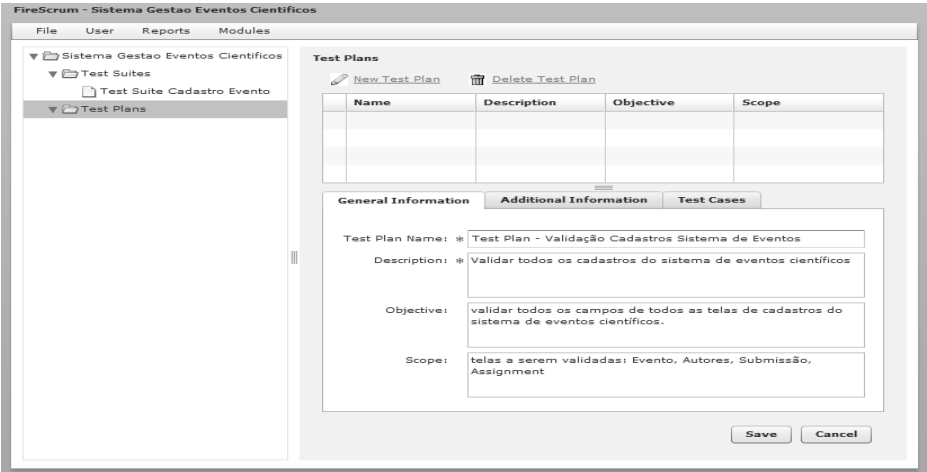 FireScrum - Sistema Gestao Eventos Cientificos
File User Reports Modules
Sistema Gestao Eventos Científicos
Test Suites
Test Suite Cadastro Evento
Test Plans
Test Plans
New Test Plan Delete Test Plan
Name Description Objective Scope
General Information Additional Information Test Cases
Test Plan Name: * Test Plan - Validação Cadastros Sistema de Eventos
Description: * Validar todos os cadastros do sistema de eventos científicos
Objective: validar todos os campos de todos as telas de cadastros do
sistema de eventos científicos.
Scope: telas a serem validadas: Evento, Autores, Submissão,
Assignment
Save Cancel